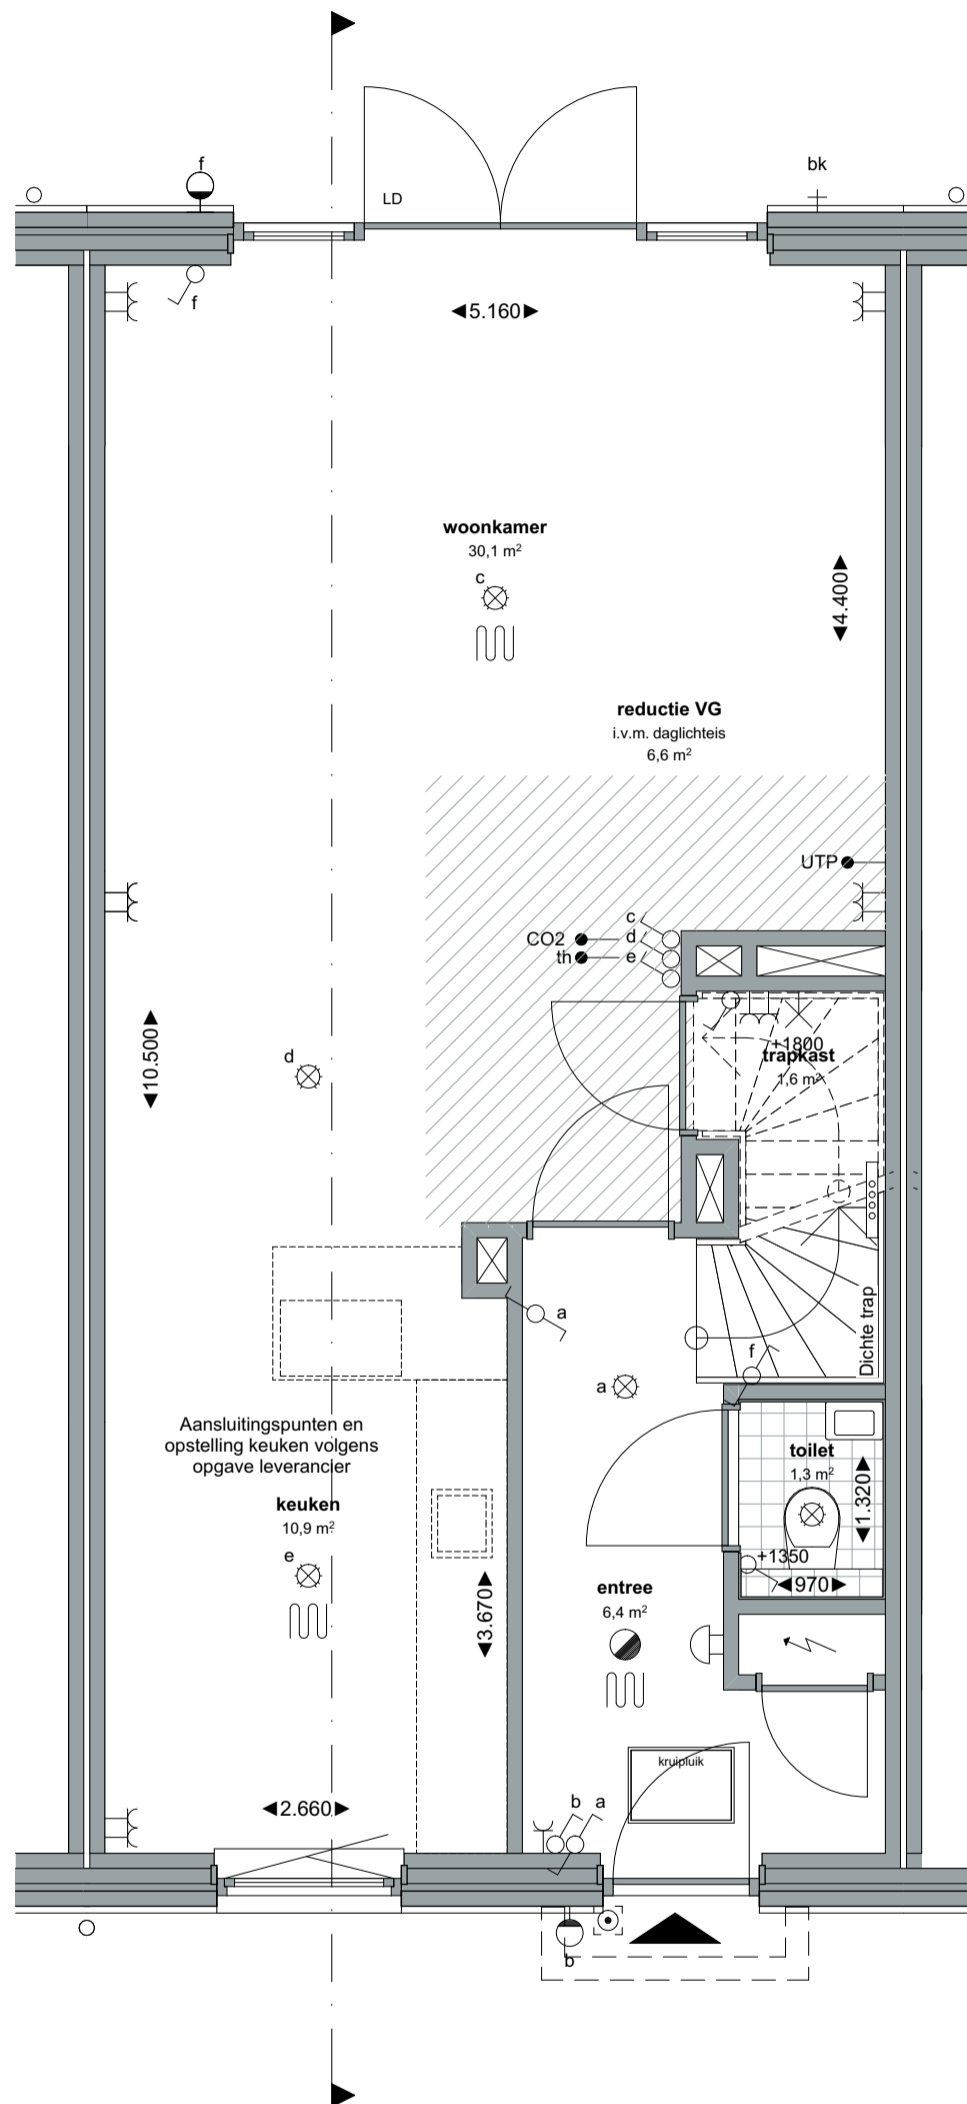 f
bk
LD
f
5.160
woonkamer
30,1 m²
c
4.400
reductie VG
i.v.m. daglichteis
6,6 m²
UTP
c
CO2
d
th
e
+1800
trapkast
1,6 m²
10.500
d
a
Dichte trap
f
a
Aansluitingspunten en
opstelling keuken volgens
opgave leverancier
toilet
1,3 m²
1.320
keuken
10,9 m²
e
+1350
970
entree
6,4 m²
3.670
kruipluik
2.660
b a
b